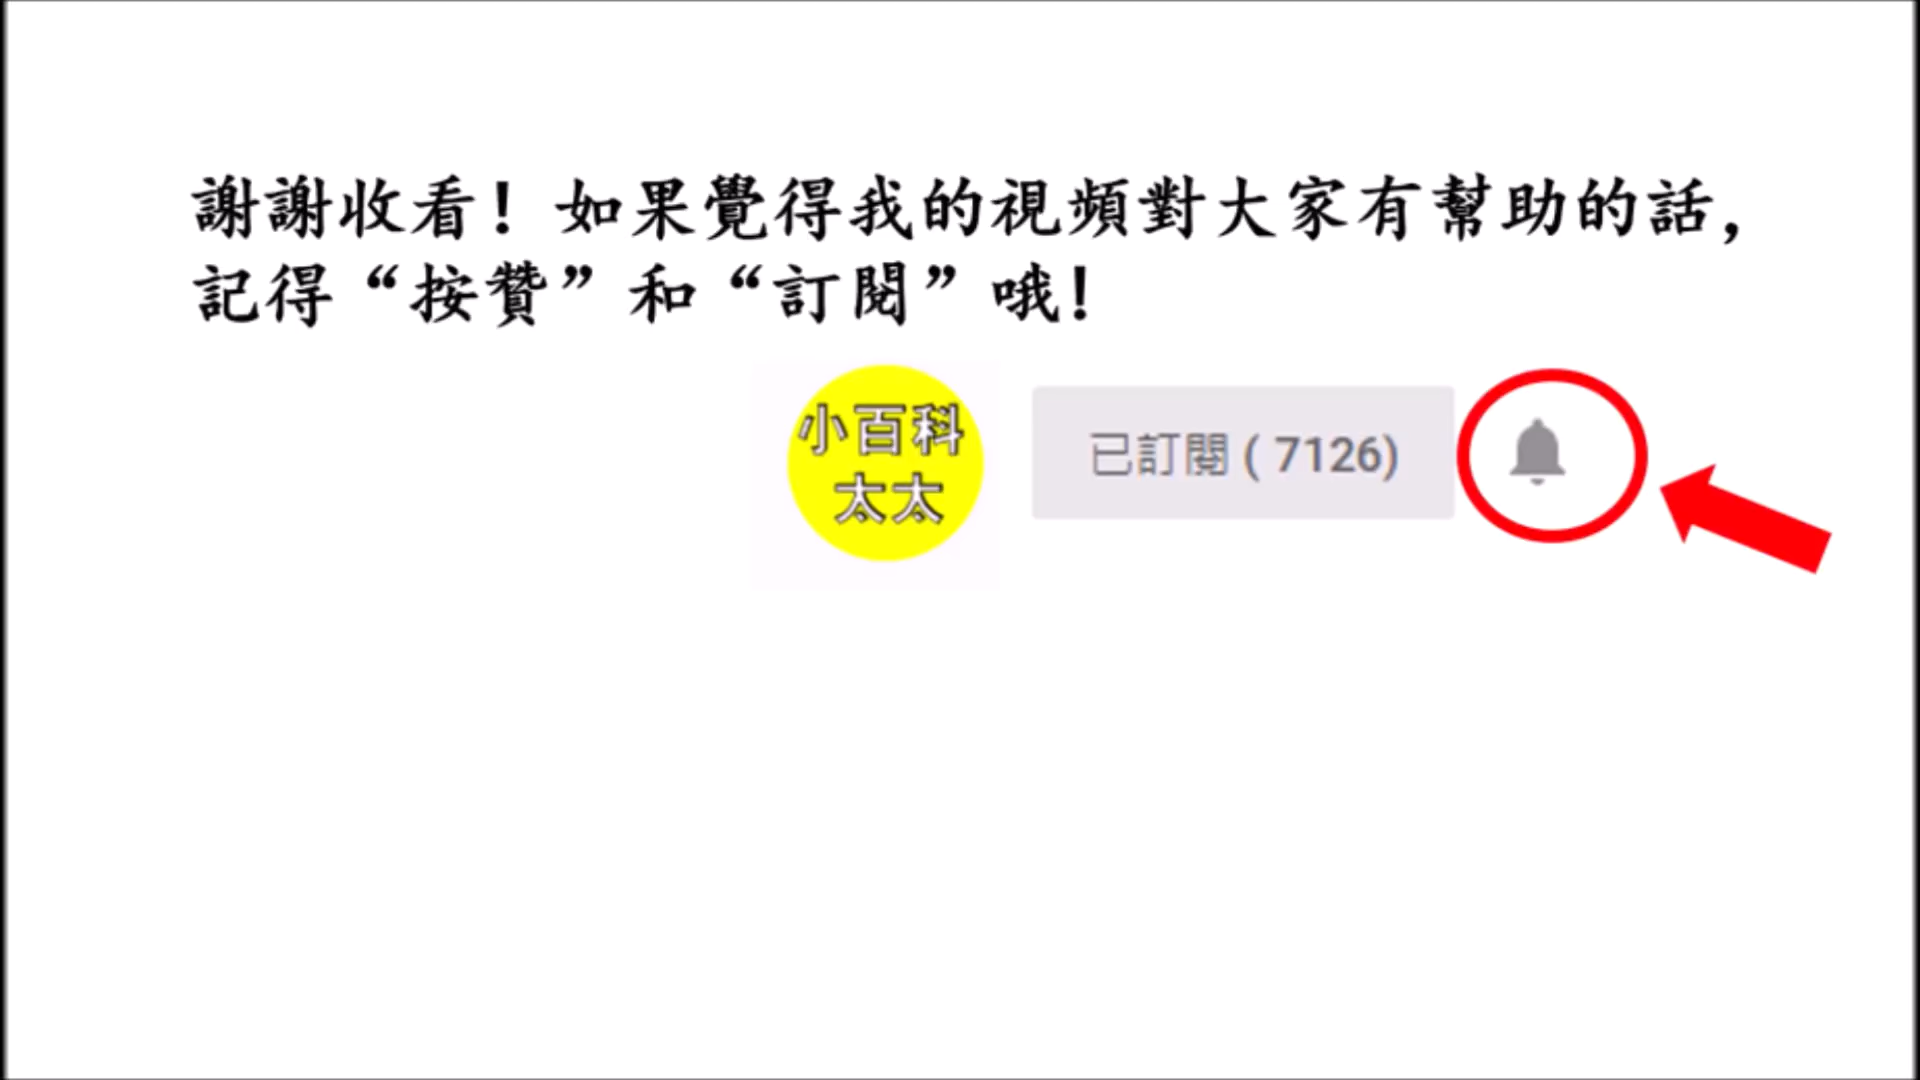 謝謝收看！如果覺得我的視頻對大家有幫助的話，
記得“按贊”和“訂閱”哦！
小百科
太太
已訂閱 ( 7126)